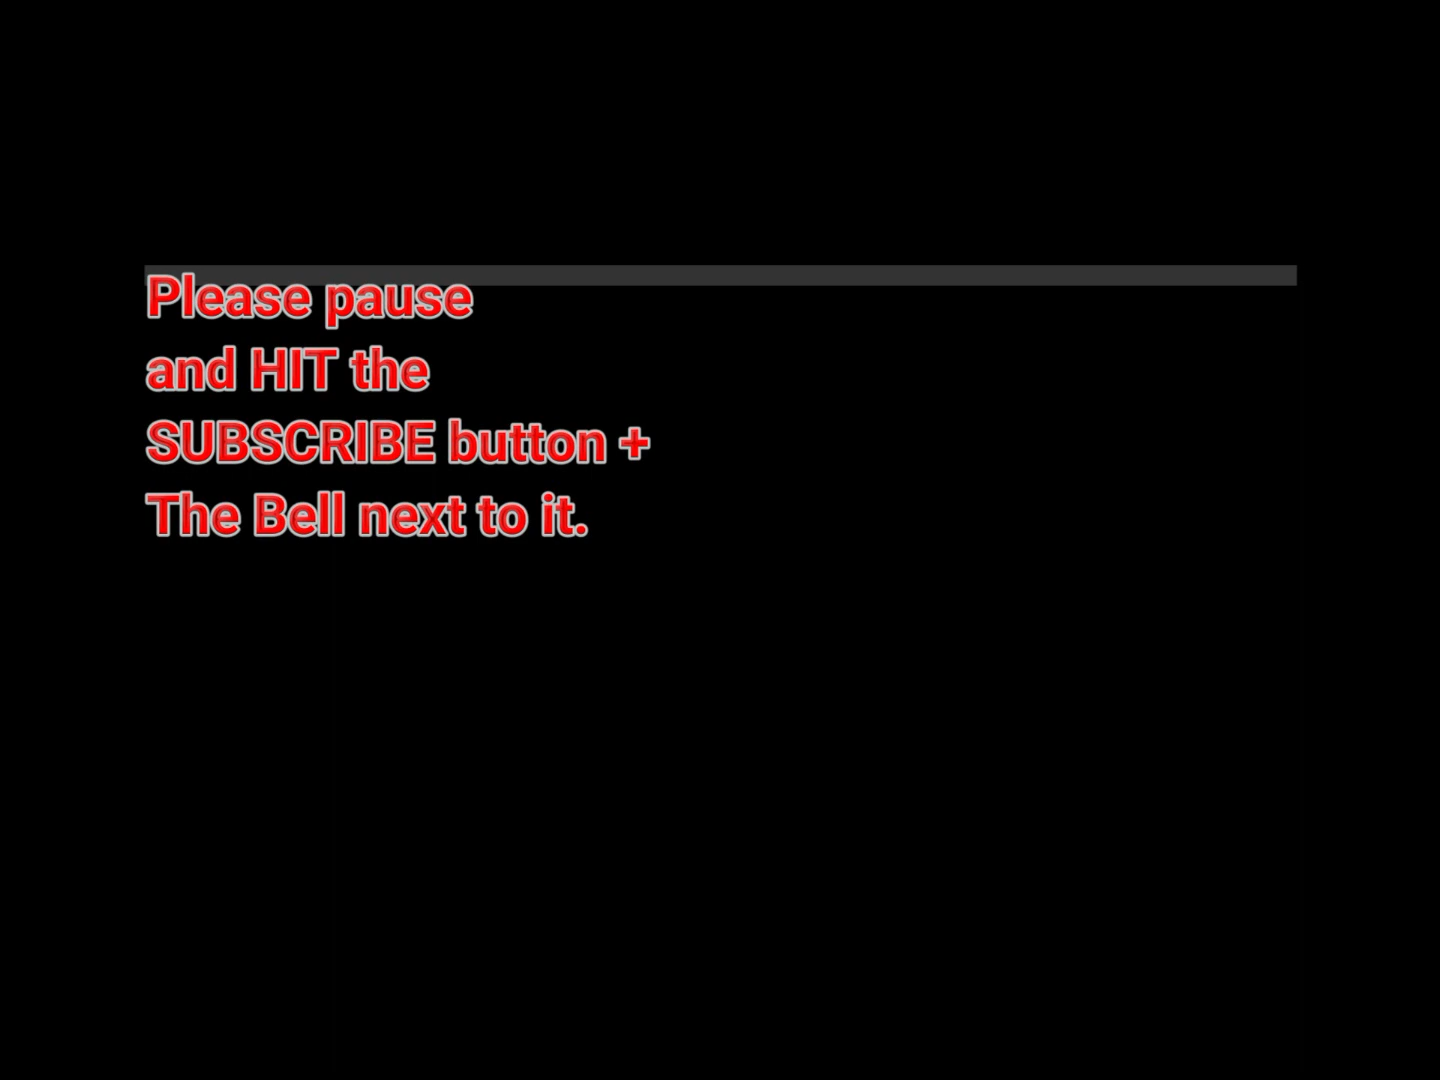 Please pause
and HIT the
SUBSCRIBE button +
The Bell next to it.